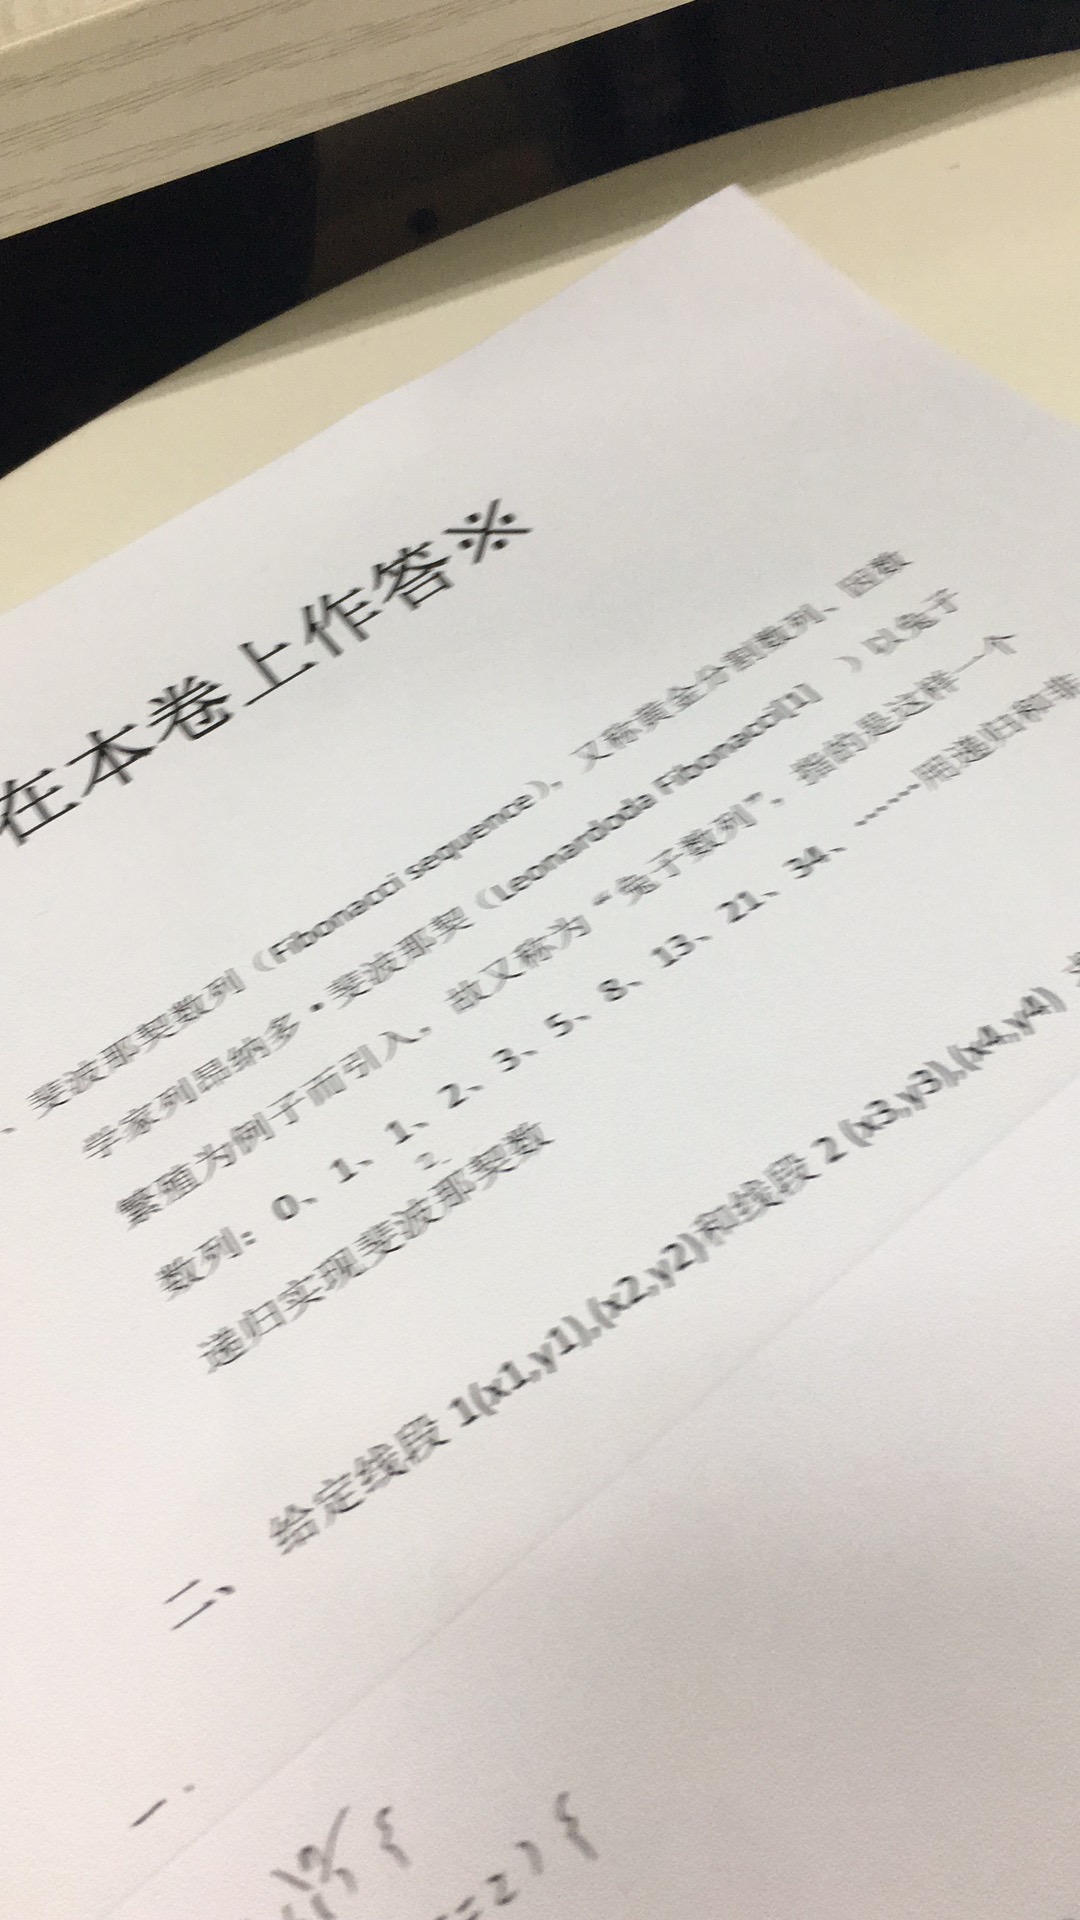 在本卷上作答※
、斐波那契数列（Fibonacci sequence），又称黄金分割数列、因数
学家列昂纳多·斐波那契（Leonardoda Fibonacci[1] ）以兔子
繁殖为例子而引入，故又称为“兔子数列”，指的是这样一个
数列：0、1、1、2、3、5、8、13、21、34、……用递归和非
递归实现斐波那契数
二、 给定线段 1(x1,y1),(x2,y2)和线段 2 (x3,y3),(x4,y4)
一.
= 2 ) {